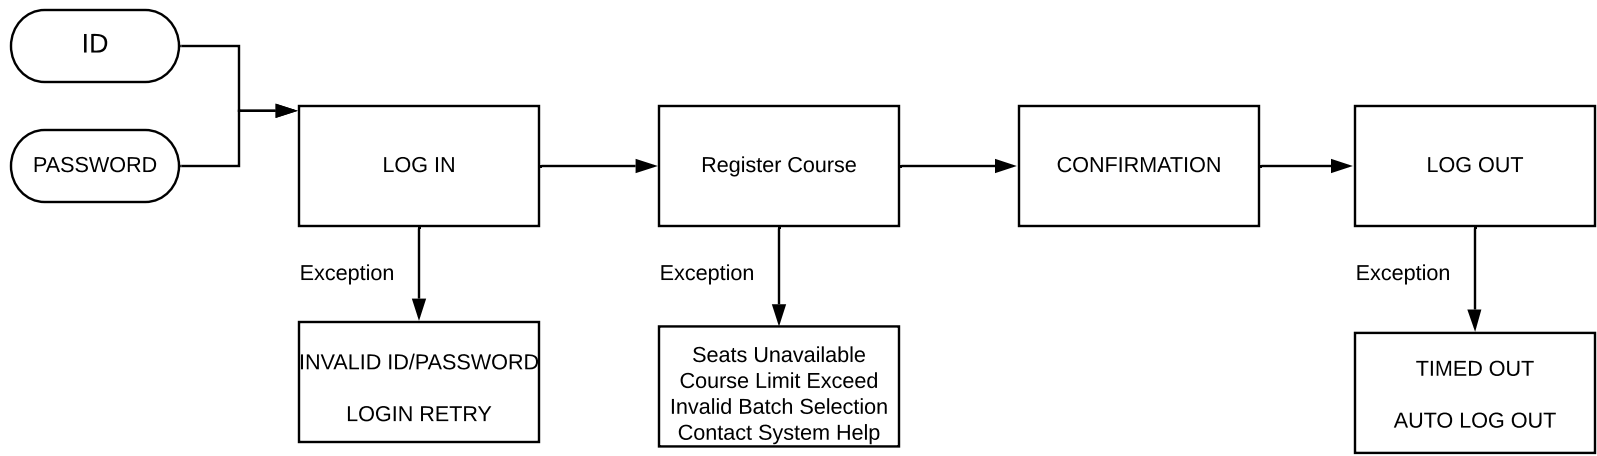 ID
PASSWORD
LOG IN
Register Course
CONFIRMATION
LOG OUT
Exception
Exception
Exception
INVALID ID/PASSWORD
LOGIN RETRY
Seats Unavailable
Course Limit Exceed
Invalid Batch Selection
Contact System Help
TIMED OUT
AUTO LOG OUT